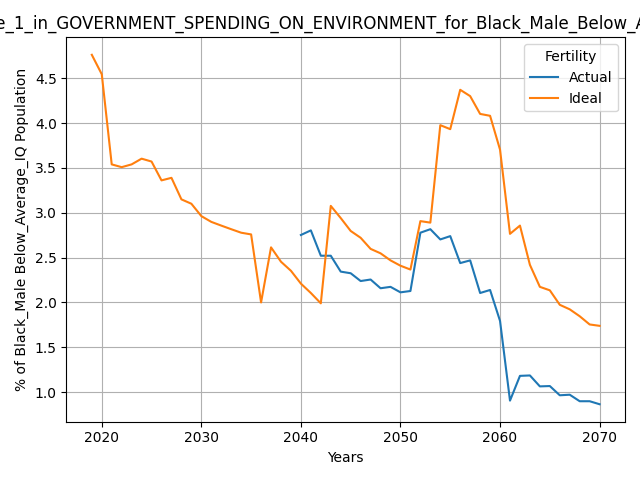 e_1_in_GOVERNMENT_SPENDING_ON_ENVIRONMENT_for_Black_Male_Below_A
Fertility
Actual
Ideal
% of Black_Male Below_Average_IQ Population
4.5
4.0
3.5
3.0
2.5
2.0
1.5
1.0
2020 2030 2040 2050 2060 2070
Years